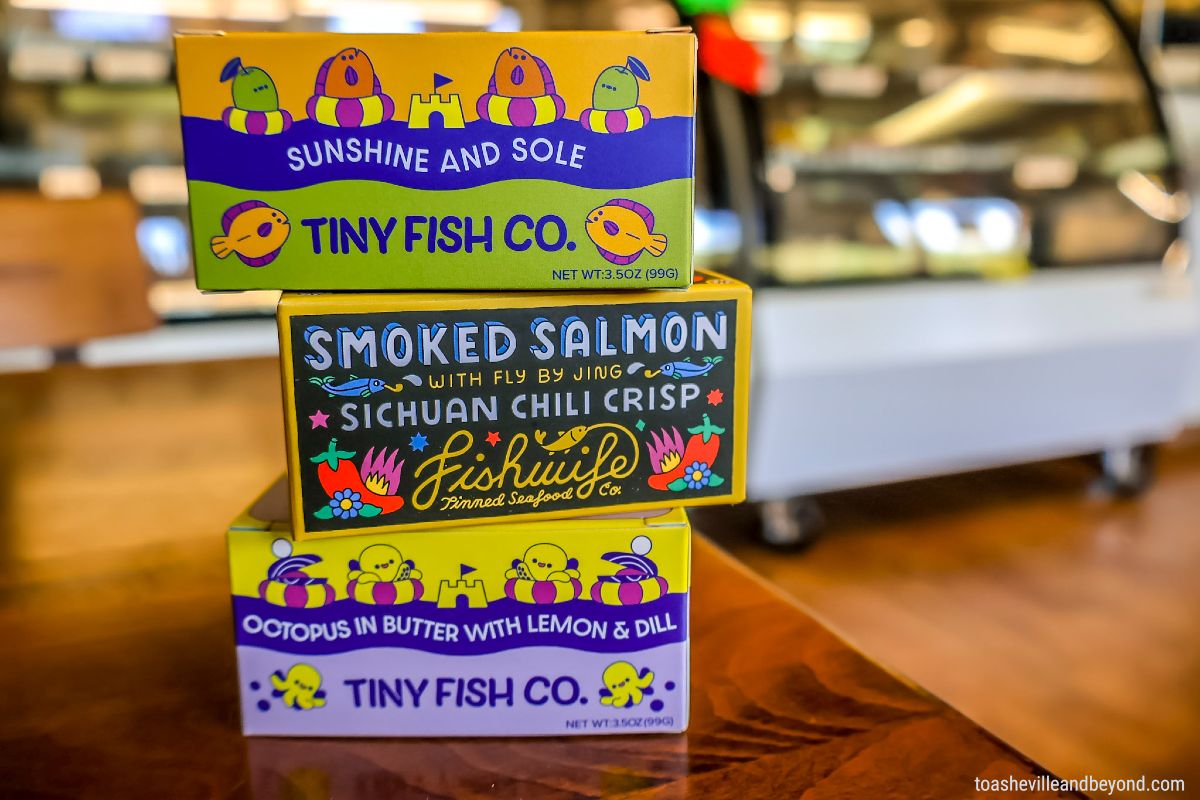 SUNSHINE AND SOLE
TINY FISH CO.
NET WT:3.5OZ (99G)
SMOKED SALMON
WITH FLY BY JING
SICHUAN CHILI CRISP
Fishwife
Tinned Seafood Co.
OCTOPUS IN BUTTER WITH LEMON & DILL
TINY FISH CO.
NET WT:3.5OZ (99G)
toashevilleandbeyond.com